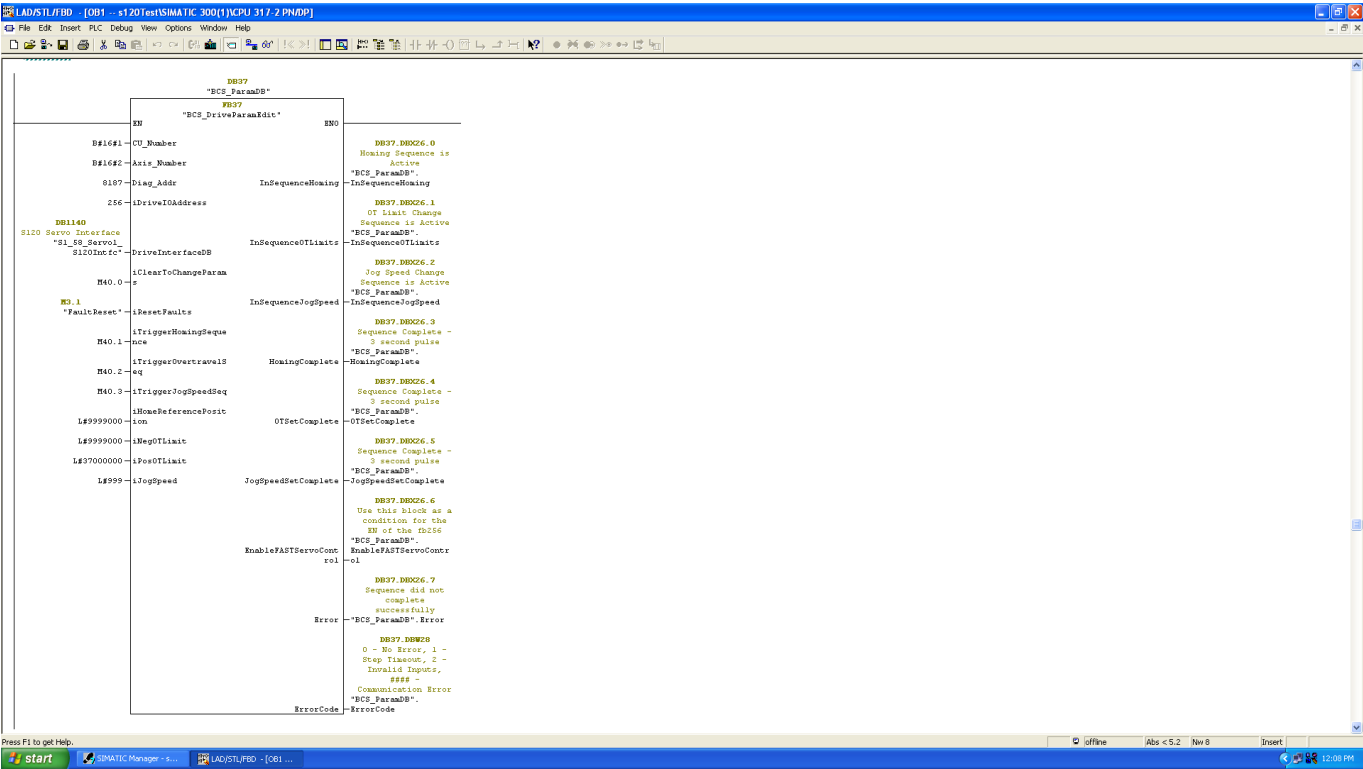 LAD/STL/FBD - [OB1 -- s120Test\SIMATIC 300(1)\CPU 317-2 PN/DP]
File Edit Insert PLC Debug View Options Window Help
DB37
"BCS_ParamDB"
FB37
"BCS_DriveParamEdit"
EN
ENO
B#16#1 CU_Number
B#16#2 Axis_Number
8187 Diag_Addr
256 iDriveIOAddress
DB1140
S120 Servo Interface
"S1_58_Servo1_
S120Intfc" DriveInterfaceDB
iClearToChangeParam
M40.0 s
M3.1
"FaultReset" iResetFaults
iTriggerHomingSeque
M40.1 nce
iTriggerOvertravelS
M40.2 eq
M40.3 iTriggerJogSpeedSeq
iHomeReferencePosit
L#9999000 ion
L#9999000 iNegOTLimit
L#37000000 iPosOTLimit
L#999 iJogSpeed
DB37.DBX26.0
Homing Sequence is
Active
"BCS_ParamDB".
InSequenceHoming InSequenceHoming
DB37.DBX26.1
OT Limit Change
Sequence is Active
"BCS_ParamDB".
InSequenceOTLimits InSequenceOTLimits
DB37.DBX26.2
Jog Speed Change
Sequence is Active
"BCS_ParamDB".
InSequenceJogSpeed InSequenceJogSpeed
DB37.DBX26.3
Sequence Complete -
3 second pulse
"BCS_ParamDB".
HomingComplete HomingComplete
DB37.DBX26.4
Sequence Complete -
3 second pulse
"BCS_ParamDB".
OTSetComplete OTSetComplete
DB37.DBX26.5
Sequence Complete -
3 second pulse
"BCS_ParamDB".
JogSpeedSetComplete JogSpeedSetComplete
DB37.DBX26.6
Use this block as a
condition for the
EN of the fb256
"BCS_ParamDB".
EnableFASTServoCont EnableFASTServoContr
rol ol
DB37.DBX26.7
Sequence did not
complete
successfully
Error "BCS_ParamDB".Error
DB37.DBW28
0 - No Error, 1 -
Step Timeout, 2 -
Invalid Inputs,
#### -
Communication Error
"BCS_ParamDB".
ErrorCode ErrorCode
Press F1 to get Help.
offline Abs < 5.2 Nw 8 Insert
start SIMATIC Manager - s... LAD/STL/FBD - [OB1 ... 12:08 PM